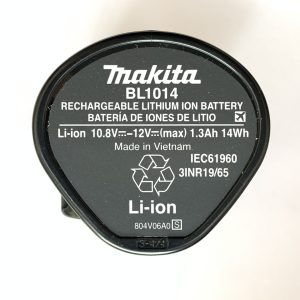 makita
BL1014
RECHARGEABLE LITHIUM ION BATTERY
BATERÍA DE IONES DE LITIO
Li-ion 10.8V⎓-12V⎓(max) 1.3Ah 14Wh
Made in Vietnam
IEC61960
3INR19/65
Li-ion
804V06A0 S